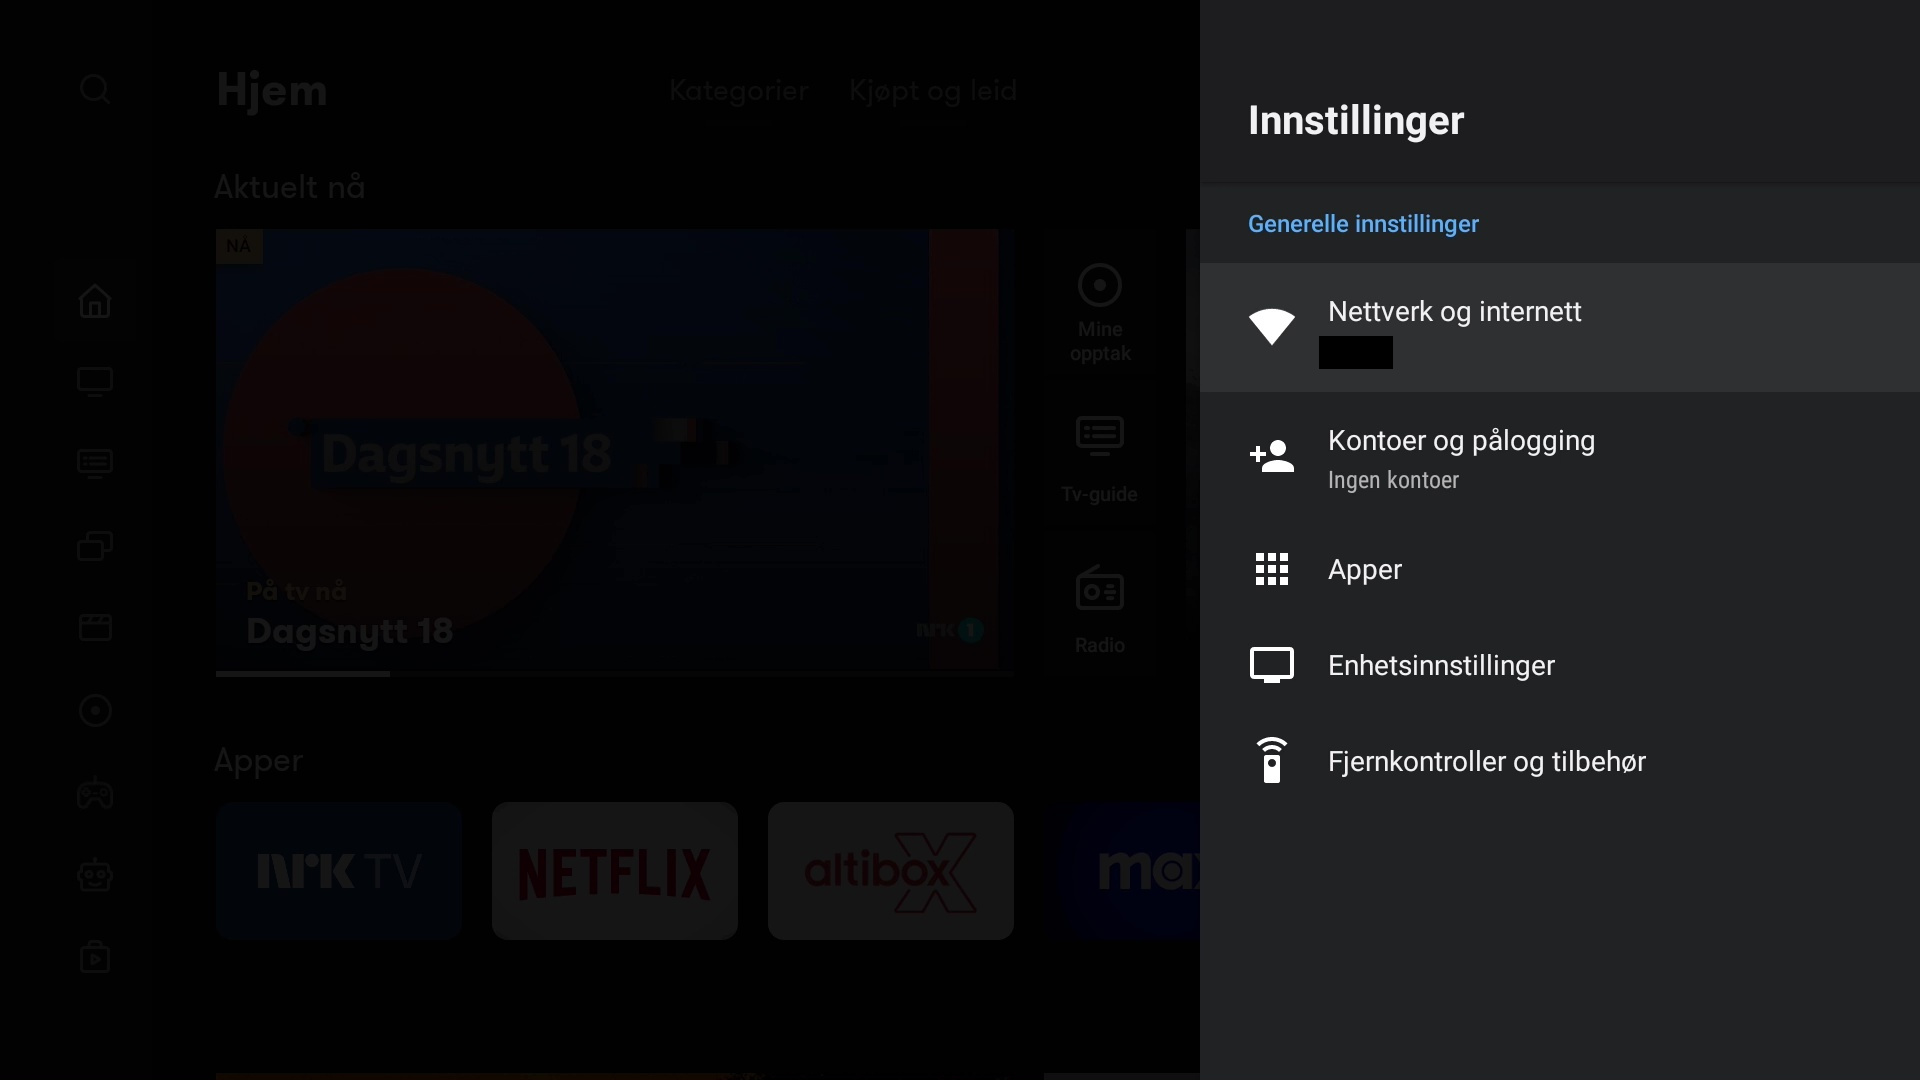 Hjem
Kategorier
Kjøpt og leid
Aktuelt nå
NÅ
Dagsnytt 18
På tv nå
Dagsnytt 18
nrk 1
Mine
opptak
Tv-guide
Radio
Apper
NRK TV
NETFLIX
altibox
max
Innstillinger
Generelle innstillinger
Nettverk og internett
Kontoer og pålogging
Ingen kontoer
Apper
Enhetsinnstillinger
Fjernkontroller og tilbehør